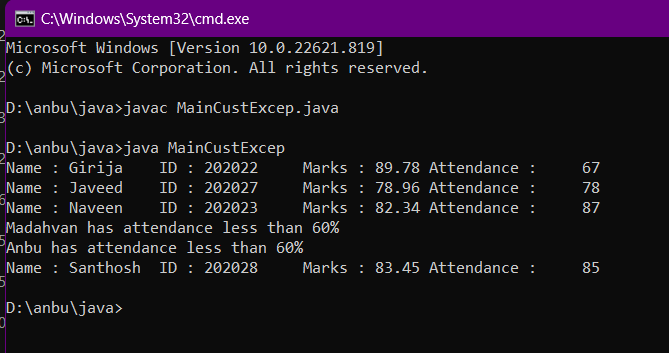 C:\Windows\System32\cmd.exe
Microsoft Windows [Version 10.0.22621.819]
(c) Microsoft Corporation. All rights reserved.
D:\anbu\java>javac MainCustExcep.java
D:\anbu\java>java MainCustExcep
Name : Girija    ID : 202022     Marks : 89.78 Attendance :     67
Name : Javeed    ID : 202027     Marks : 78.96 Attendance :     78
Name : Naveen    ID : 202023     Marks : 82.34 Attendance :     87
Madahvan has attendance less than 60%
Anbu has attendance less than 60%
Name : Santhosh  ID : 202028     Marks : 83.45 Attendance :     85
D:\anbu\java>